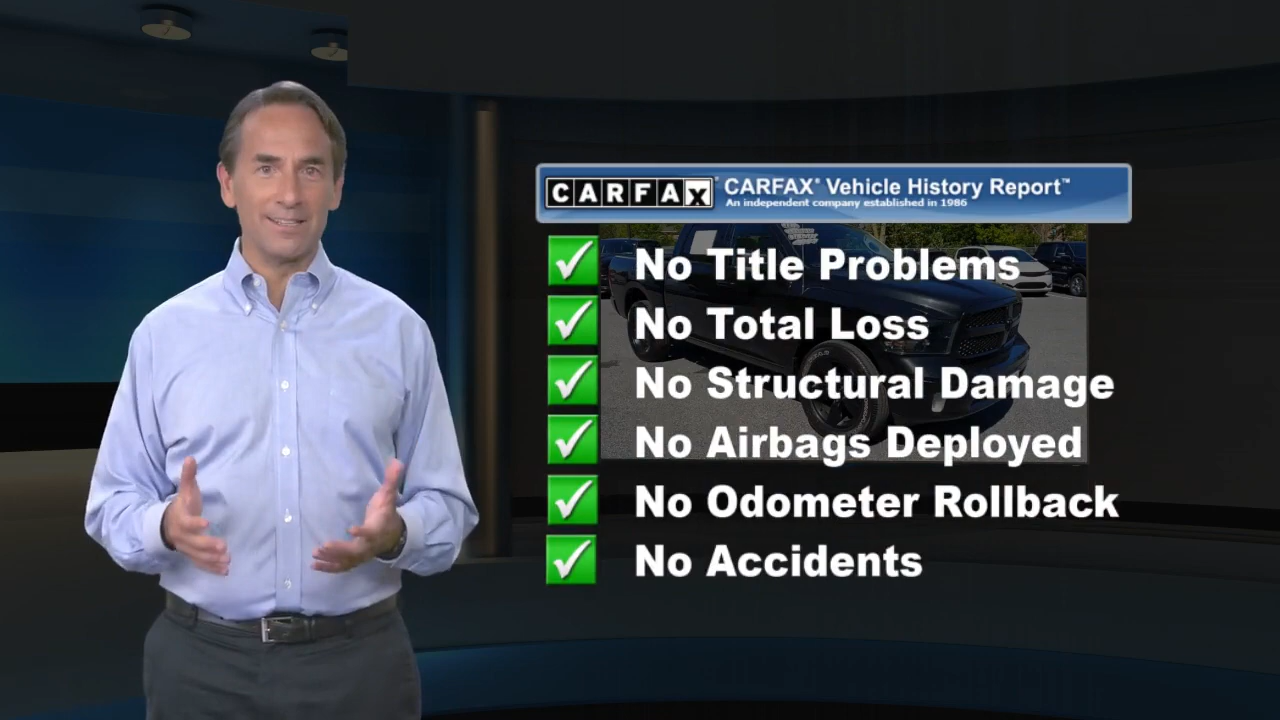 CARFAX
CARFAX® Vehicle History Report™
An independent company established in 1986
No Title Problems
No Total Loss
No Structural Damage
No Airbags Deployed
No Odometer Rollback
No Accidents